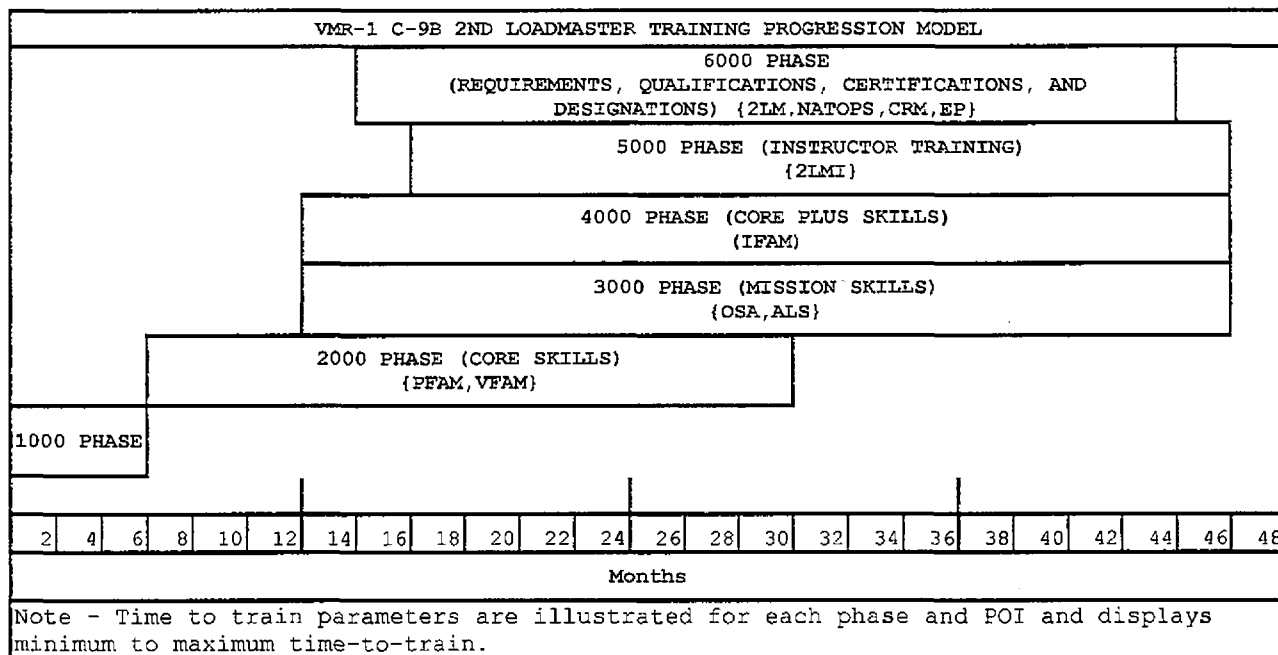 VMR-1 C-9B 2ND LOADMASTER TRAINING PROGRESSION MODEL
6000 PHASE
(REQUIREMENTS, QUALIFICATIONS, CERTIFICATIONS, AND
DESIGNATIONS) {2LM,NATOPS,CRM,EP}
5000 PHASE (INSTRUCTOR TRAINING)
{2LMI}
4000 PHASE (CORE PLUS SKILLS)
(IFAM)
3000 PHASE (MISSION SKILLS)
{OSA,ALS}
2000 PHASE (CORE SKILLS)
{PFAM,VFAM}
1000 PHASE
2 4 6 8 10 12 14 16 18 20 22 24 26 28 30 32 34 36 38 40 42 44 46 48
Months
Note - Time to train parameters are illustrated for each phase and POI and displays
minimum to maximum time-to-train.